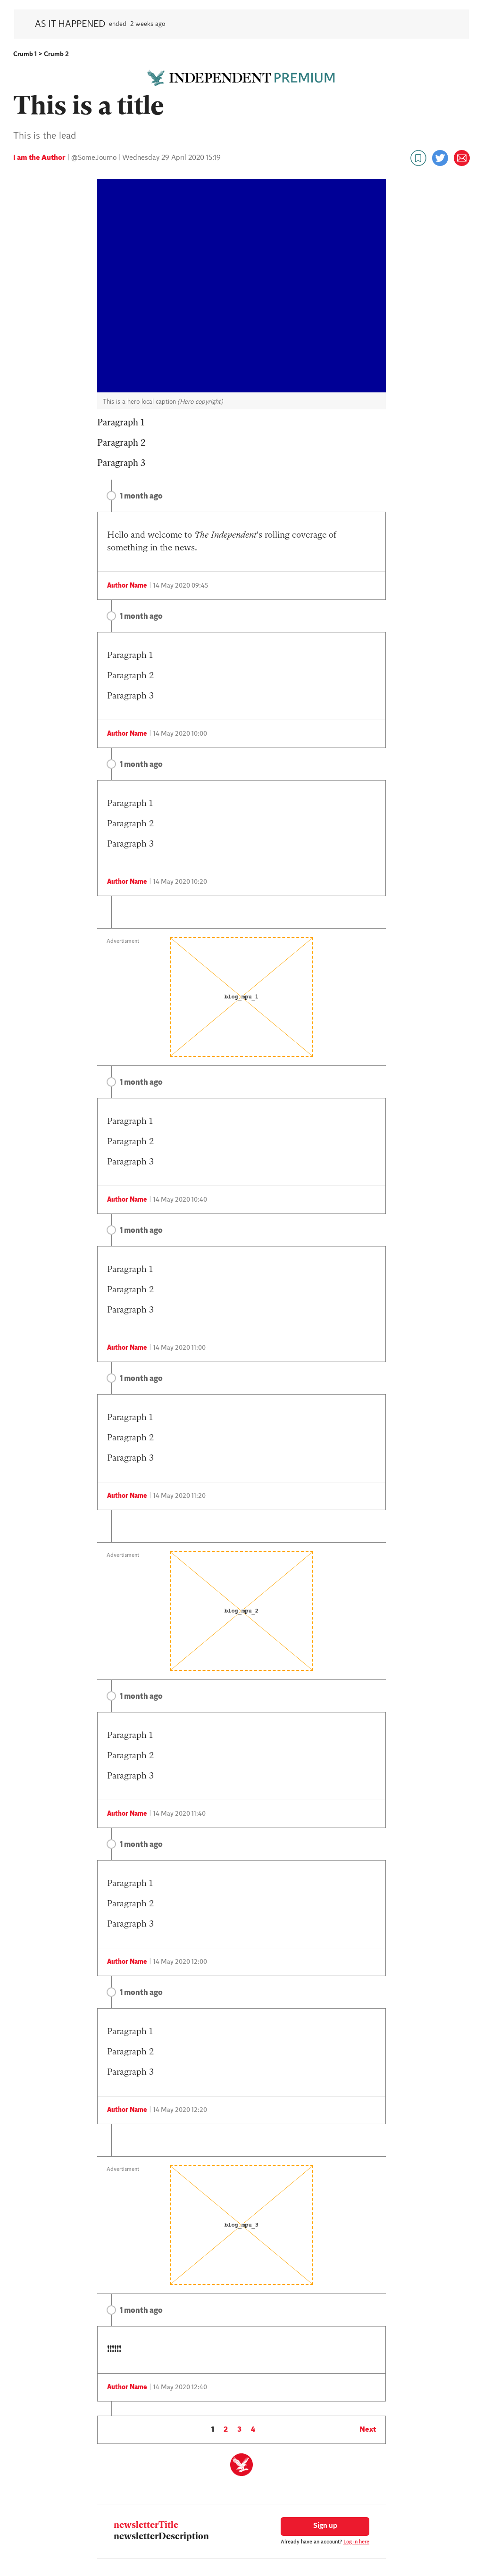 AS IT HAPPENED ended 2 weeks ago
Crumb 1 > Crumb 2
INDEPENDENT PREMIUM
This is a title
This is the lead
I am the Author | @SomeJourno | Wednesday 29 April 2020 15:19
This is a hero local caption (Hero copyright)
Paragraph 1
Paragraph 2
Paragraph 3
1 month ago
Hello and welcome to The Independent's rolling coverage of
something in the news.
Author Name | 14 May 2020 09:45
1 month ago
Paragraph 1
Paragraph 2
Paragraph 3
Author Name | 14 May 2020 10:00
1 month ago
Paragraph 1
Paragraph 2
Paragraph 3
Author Name | 14 May 2020 10:20
Advertisment
blog_mpu_1
1 month ago
Paragraph 1
Paragraph 2
Paragraph 3
Author Name | 14 May 2020 10:40
1 month ago
Paragraph 1
Paragraph 2
Paragraph 3
Author Name | 14 May 2020 11:00
1 month ago
Paragraph 1
Paragraph 2
Paragraph 3
Author Name | 14 May 2020 11:20
Advertisment
blog_mpu_2
1 month ago
Paragraph 1
Paragraph 2
Paragraph 3
Author Name | 14 May 2020 11:40
1 month ago
Paragraph 1
Paragraph 2
Paragraph 3
Author Name | 14 May 2020 12:00
1 month ago
Paragraph 1
Paragraph 2
Paragraph 3
Author Name | 14 May 2020 12:20
Advertisment
blog_mpu_3
1 month ago
!!!!!!
Author Name | 14 May 2020 12:40
1 2 3 4 Next
newsletterTitle
newsletterDescription
Sign up
Already have an account? Log in here